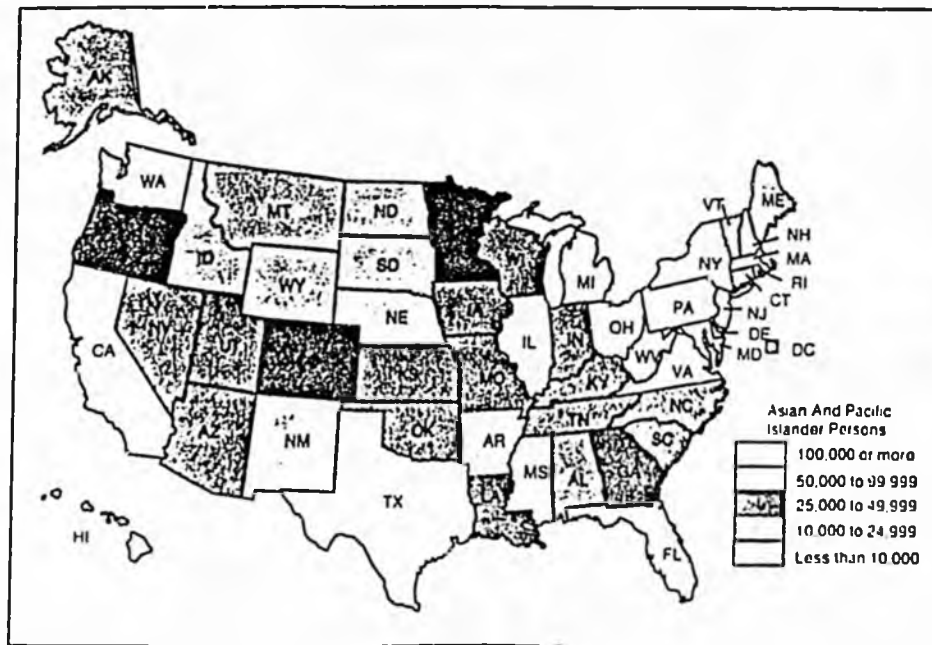 AK
WA
MT
ND
ID
SD
WY
NE
NV
UT
CA
AZ
NM
KS
OK
TX
HI
WI
IA
MO
AR
LA
IL
MI
IN
OH
KY
TN
MS
AL
GA
FL
SC
NC
VA
WV
PA
NY
VT
ME
NH
MA
RI
CT
NJ
DE
MD
DC
Asian And Pacific
Islander Persons
100,000 or more
50,000 to 99,999
25,000 to 49,999
10,000 to 24,999
Less than 10,000